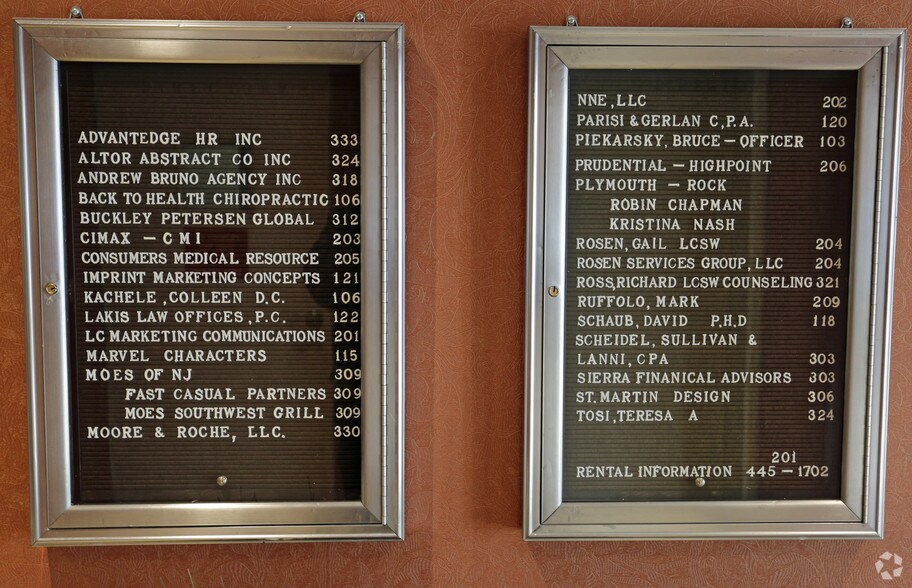 ADVANTEDGE HR INC 333
ALTOR ABSTRACT CO INC 324
ANDREW BRUNO AGENCY INC 318
BACK TO HEALTH CHIROPRACTIC 106
BUCKLEY PETERSEN GLOBAL 312
CIMAX - CMI 203
CONSUMERS MEDICAL RESOURCE 205
IMPRINT MARKETING CONCEPTS 121
KACHELE, COLLEEN D.C. 106
LAKIS LAW OFFICES, P.C. 122
LC MARKETING COMMUNICATIONS 201
MARVEL CHARACTERS 115
MOES OF NJ 309
FAST CASUAL PARTNERS 309
MOES SOUTHWEST GRILL 309
MOORE & ROCHE, LLC. 330
NNE, LLC 202
PARISI & GERLAN C,P.A. 120
PIEKARSKY, BRUCE - OFFICER 103
PRUDENTIAL - HIGHPOINT 206
PLYMOUTH - ROCK
ROBIN CHAPMAN
KRISTINA NASH
ROSEN, GAIL LCSW 204
ROSEN SERVICES GROUP, LLC 204
ROSS,RICHARD LCSW COUNSELING 321
RUFFOLO, MARK 209
SCHAUB, DAVID P.H,D 118
SCHEIDEL, SULLIVAN &
LANNI, CPA 303
SIERRA FINANICAL ADVISORS 303
ST. MARTIN DESIGN 306
TOSI, TERESA A 324
201
RENTAL INFORMATION 445-1702